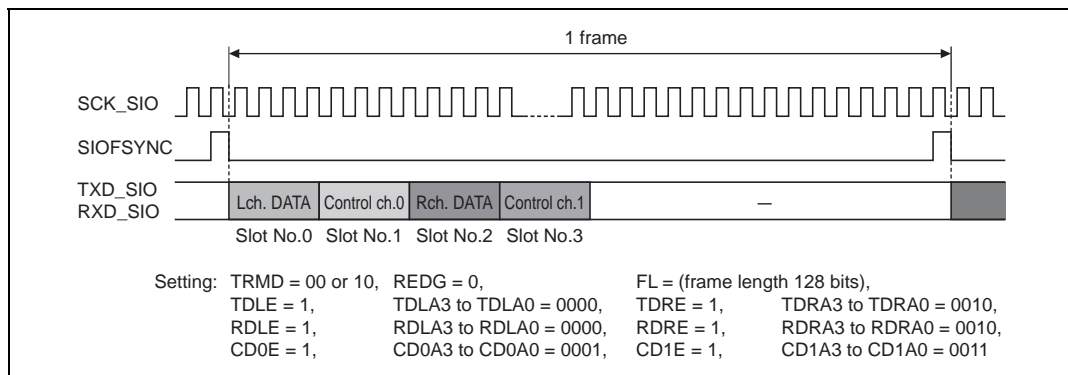 1 frame
SCK_SIO
SIOFSYNC
TXD_SIO
RXD_SIO
Lch. DATA Control ch.0 Rch. DATA Control ch.1 —
Slot No.0 Slot No.1 Slot No.2 Slot No.3
Setting: TRMD = 00 or 10, REDG = 0, FL = (frame length 128 bits),
TDLE = 1, TDLA3 to TDLA0 = 0000, TDRE = 1, TDRA3 to TDRA0 = 0010,
RDLE = 1, RDLA3 to RDLA0 = 0000, RDRE = 1, RDRA3 to RDRA0 = 0010,
CD0E = 1, CD0A3 to CD0A0 = 0001, CD1E = 1, CD1A3 to CD1A0 = 0011